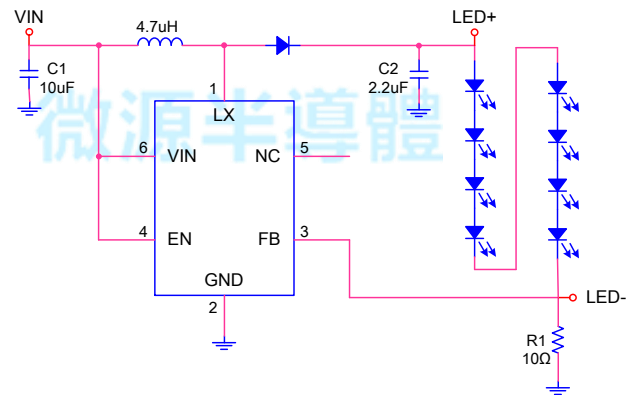 VIN
LED+
4.7uH
C1
10uF
C2
2.2uF
1
LX
微源半導體
6
VIN
NC
5
4
EN
FB
3
GND
2
LED-
R1
10Ω